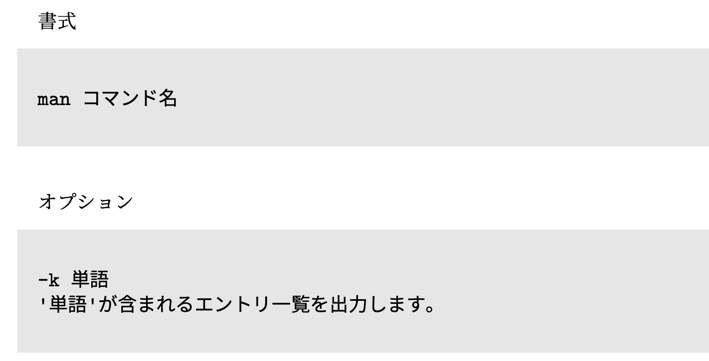 書式
man コマンド名
オプション
-k 単語
'単語'が含まれるエントリ一覧を出力します。